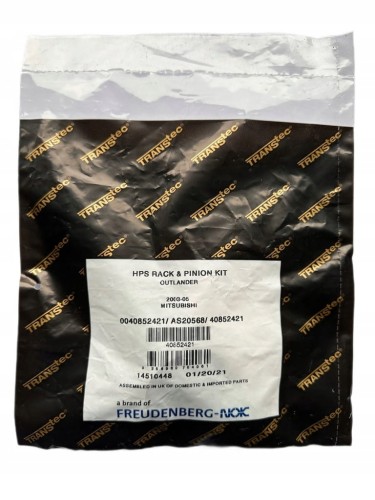 TRANStec
HPS RACK & PINION KIT
OUTLANDER
2003-05
MITSUBISHI
0040852421/ AS20568/ 40852421
40852421
14516448 01/20/21
ASSEMBLED IN UK OF DOMESTIC & IMPORTED PARTS
a brand of
FREUDENBERG-NOK